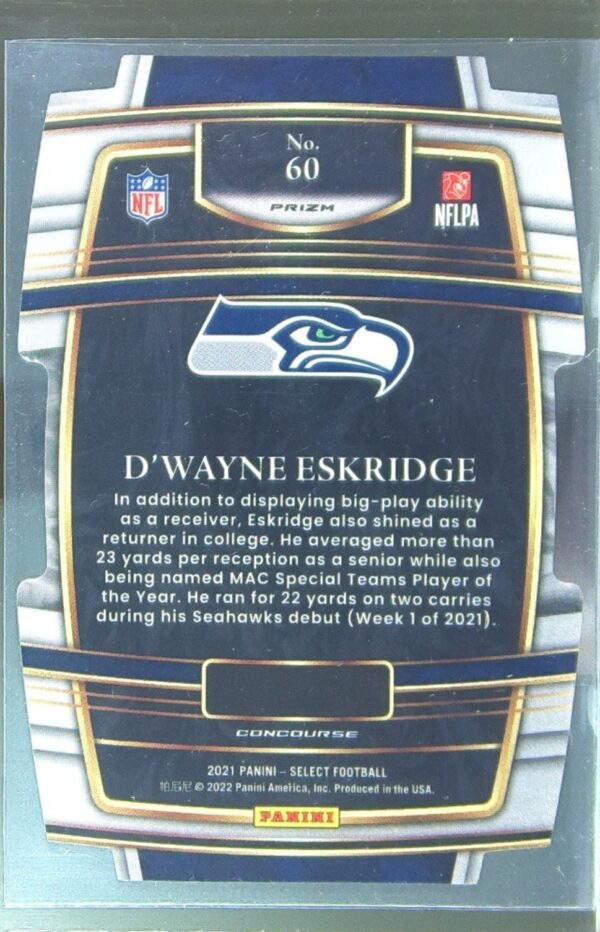 No.
60
PRIZM
NFL
NFLPA
D'WAYNE ESKRIDGE
In addition to displaying big-play ability
as a receiver, Eskridge also shined as a
returner in college. He averaged more than
23 yards per reception as a senior while also
being named MAC Special Teams Player of
the Year. He ran for 22 yards on two carries
during his Seahawks debut (Week 1 of 2021).
CONCOURSE
2021 PANINI – SELECT FOOTBALL
帕尼尼 © 2022 Panini America, Inc. Produced in the USA.
PANINI